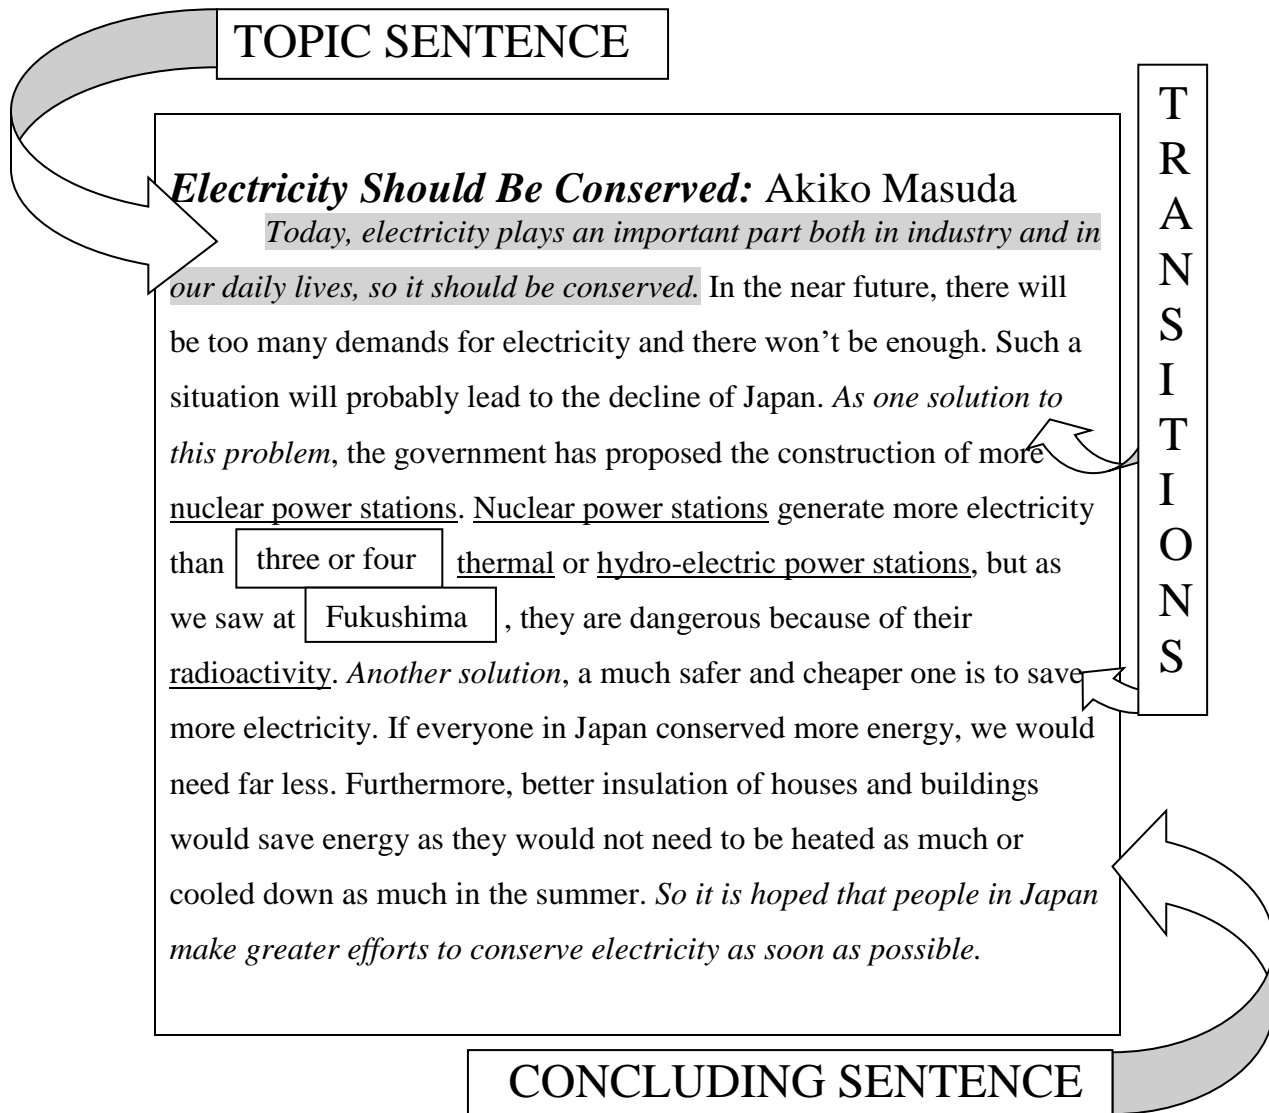 TOPIC SENTENCE
TRANSITIONS
Electricity Should Be Conserved: Akiko Masuda
Today, electricity plays an important part both in industry and in
our daily lives, so it should be conserved. In the near future, there will
be too many demands for electricity and there won’t be enough. Such a
situation will probably lead to the decline of Japan. As one solution to
this problem, the government has proposed the construction of more
nuclear power stations. Nuclear power stations generate more electricity
than three or four thermal or hydro-electric power stations, but as
we saw at Fukushima , they are dangerous because of their
radioactivity. Another solution, a much safer and cheaper one is to save
more electricity. If everyone in Japan conserved more energy, we would
need far less. Furthermore, better insulation of houses and buildings
would save energy as they would not need to be heated as much or
cooled down as much in the summer. So it is hoped that people in Japan
make greater efforts to conserve electricity as soon as possible.
CONCLUDING SENTENCE